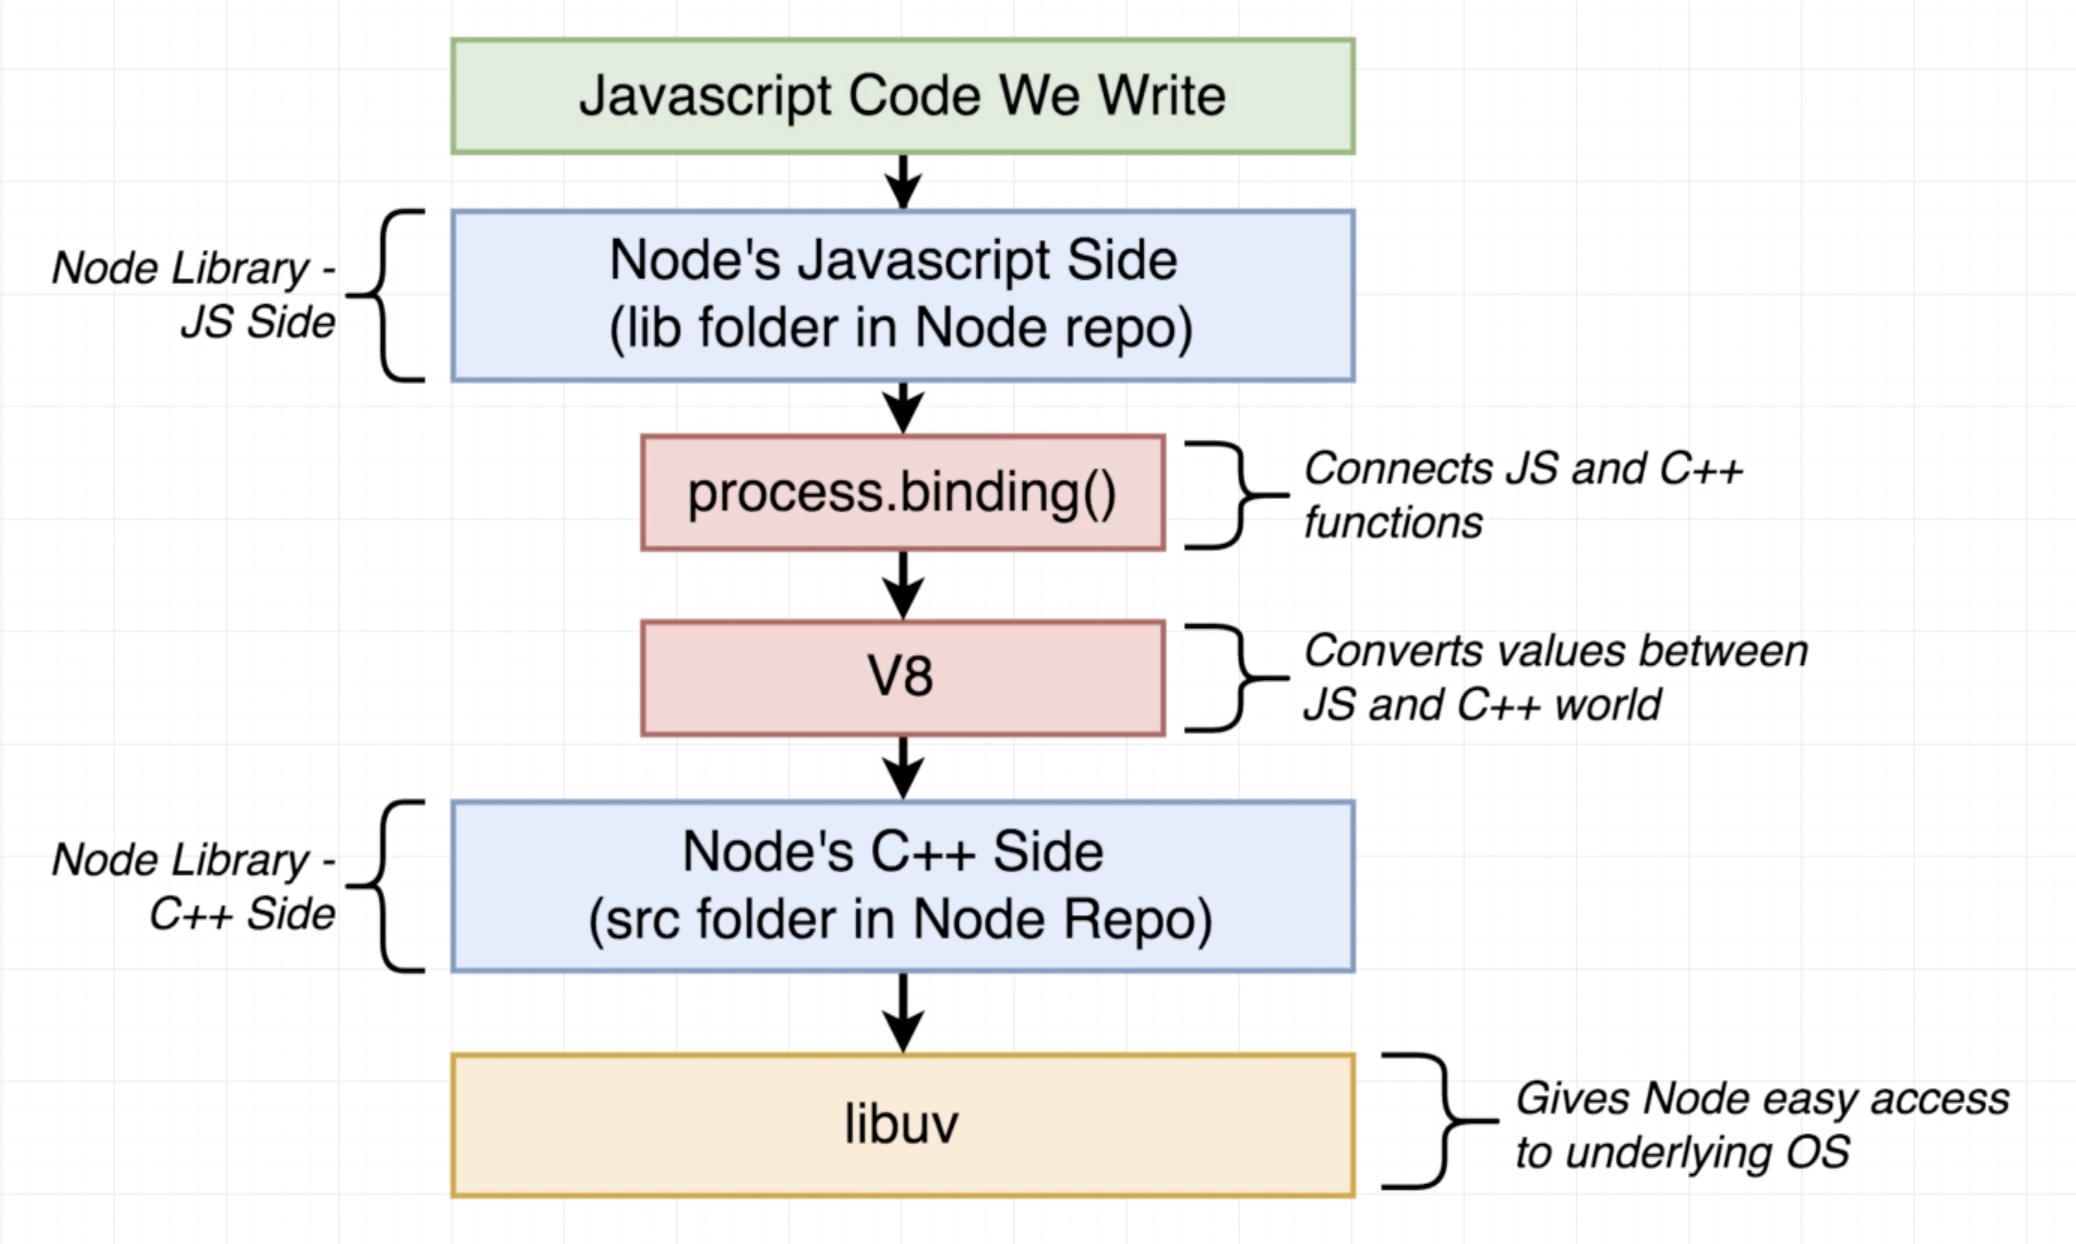 Javascript Code We Write
Node Library -
JS Side
Node's Javascript Side
(lib folder in Node repo)
process.binding()
Connects JS and C++
functions
V8
Converts values between
JS and C++ world
Node Library -
C++ Side
Node's C++ Side
(src folder in Node Repo)
libuv
Gives Node easy access
to underlying OS